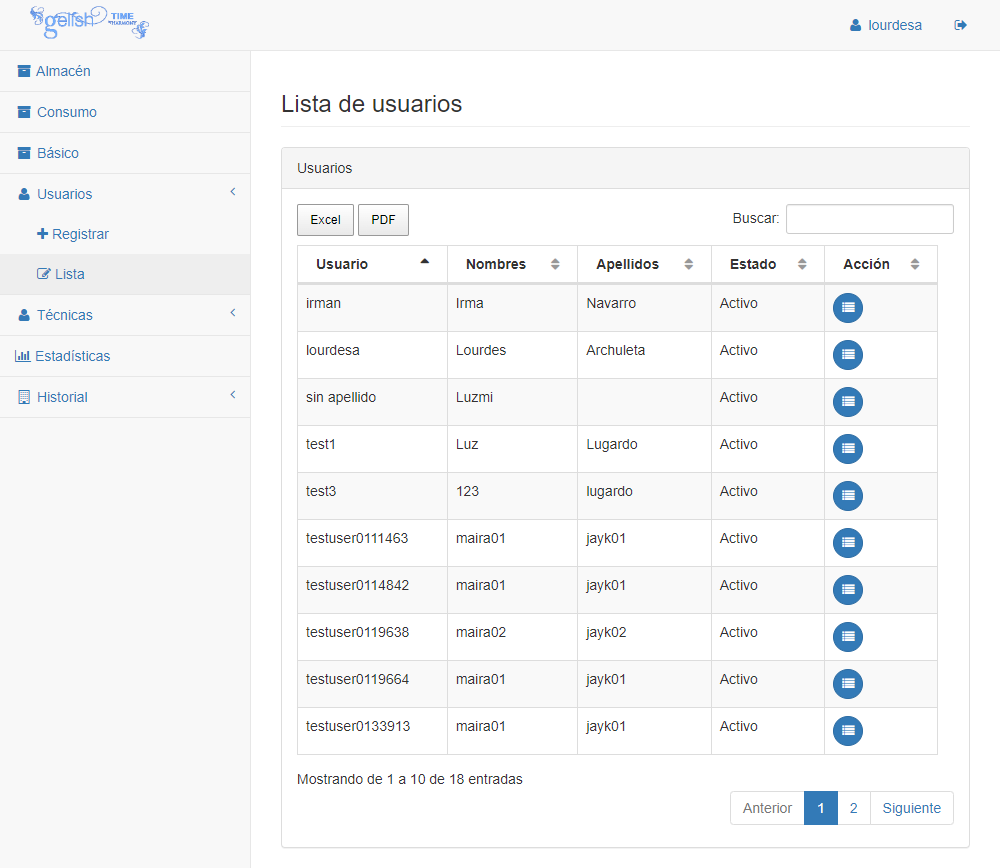 gelfish TIME
lourdesa
Almacén
Consumo
Básico
Usuarios
Registrar
Lista
Técnicas
Estadísticas
Historial
Lista de usuarios
Usuarios
Excel PDF Buscar:
Usuario Nombres Apellidos Estado Acción
irman Irma Navarro Activo
lourdesa Lourdes Archuleta Activo
sin apellido Luzmi Activo
test1 Luz Lugardo Activo
test3 123 lugardo Activo
testuser0111463 maira01 jayk01 Activo
testuser0114842 maira01 jayk01 Activo
testuser0119638 maira02 jayk02 Activo
testuser0119664 maira01 jayk01 Activo
testuser0133913 maira01 jayk01 Activo
Mostrando de 1 a 10 de 18 entradas
Anterior 1 2 Siguiente